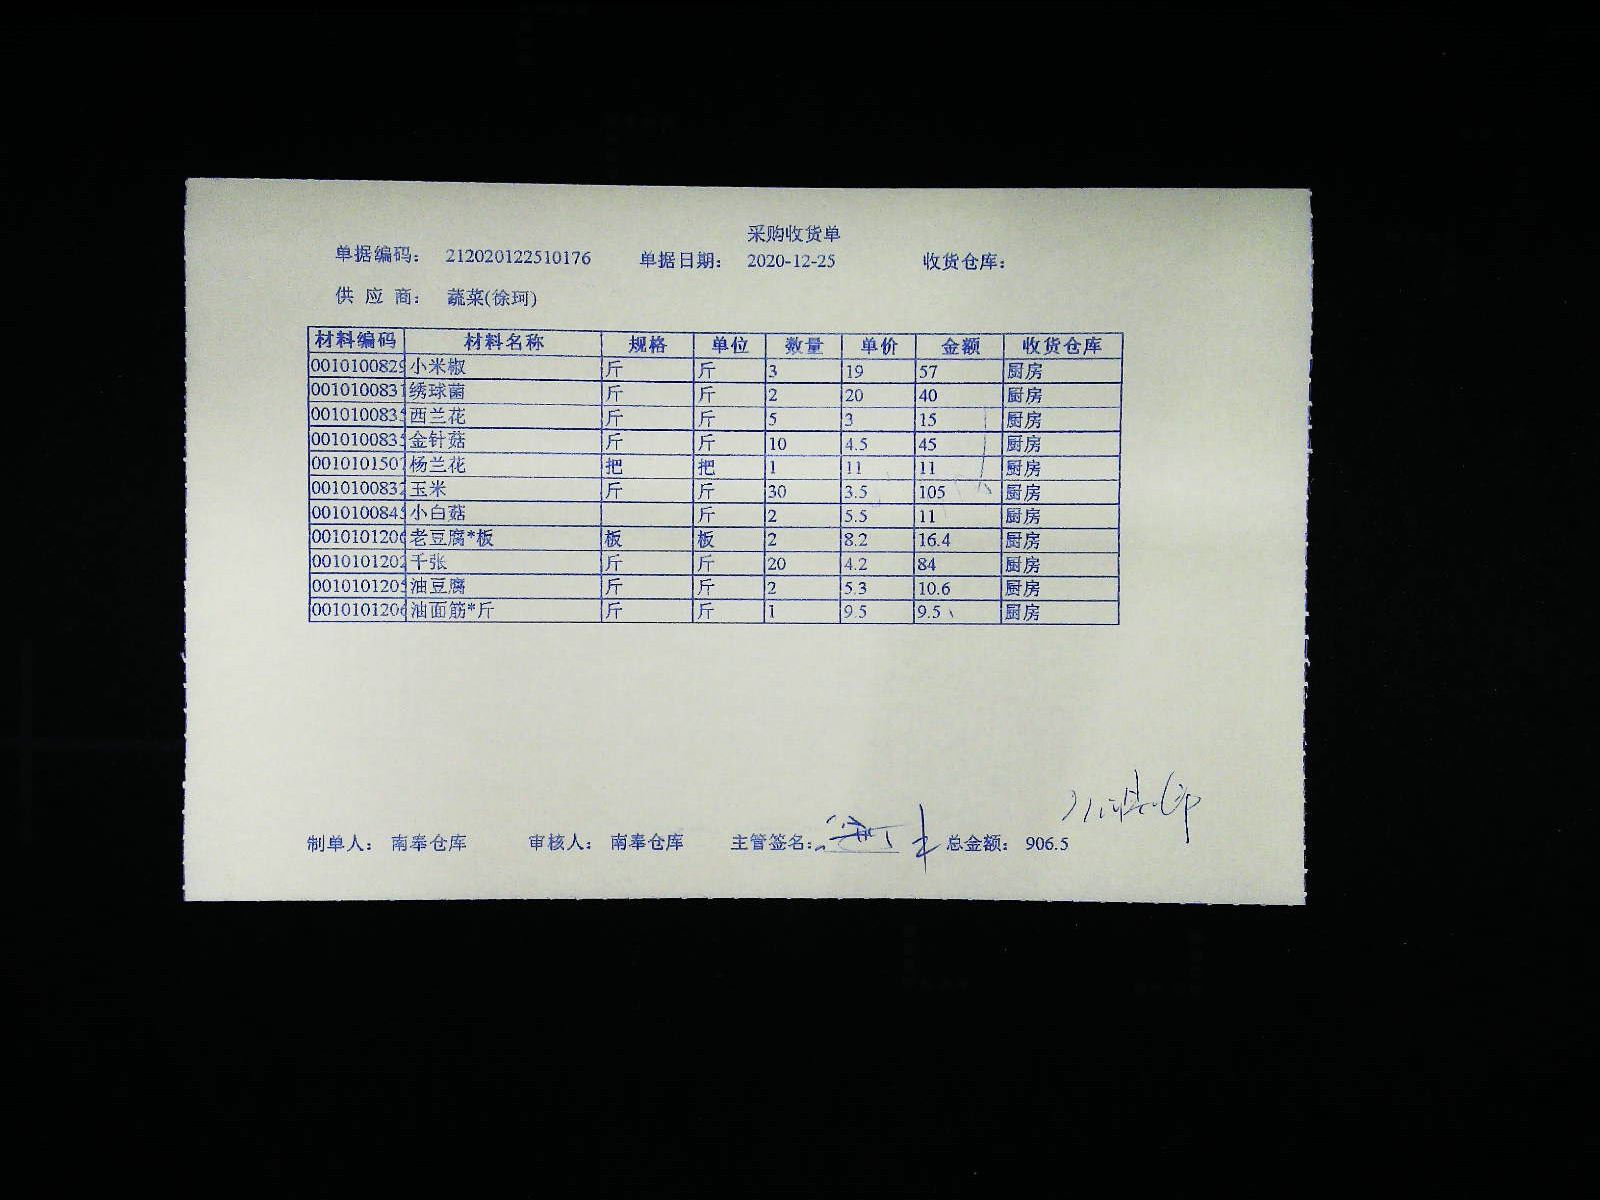 采购收货单
单据编码： 212020122510176 单据日期： 2020-12-25 收货仓库：
供 应 商： 蔬菜(徐珂)
材料编码 材料名称 规格 单位 数量 单价 金额 收货仓库
0010100829 小米椒 斤 斤 3 19 57 厨房
001010083 绣球菌 斤 斤 2 20 40 厨房
001010083 西兰花 斤 斤 5 3 15 厨房
001010083 金针菇 斤 斤 10 4.5 45 厨房
001010150 杨兰花 把 把 1 11 11 厨房
001010083 玉米 斤 斤 30 3.5 105 厨房
001010084 小白菇 斤 2 5.5 11 厨房
001010120 老豆腐*板 板 板 2 8.2 16.4 厨房
001010120 千张 斤 斤 20 4.2 84 厨房
001010120 油豆腐 斤 斤 2 5.3 10.6 厨房
001010120 油面筋*斤 斤 斤 1 9.5 9.5 厨房
制单人： 南奉仓库 审核人： 南奉仓库 主管签名： 总金额： 906.5